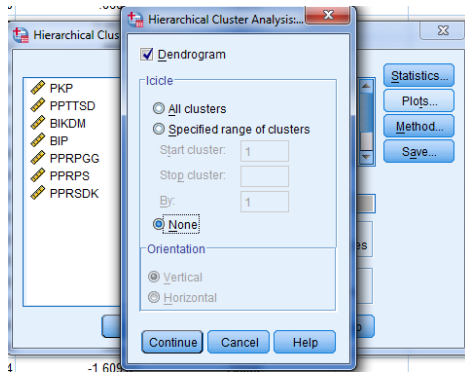 Hierarchical Cluster Analysis:...
Hierarchical Clus
Dendrogram
Icicle
All clusters
Specified range of clusters
Start cluster: 1
Stop cluster:
By: 1
None
Orientation
Vertical
Horizontal
Continue Cancel Help
PKP
PPTTSD
BIKDM
BIP
PPRPGG
PPRPS
PPRSDK
Statistics...
Plots...
Method...
Save...
es
-1.609